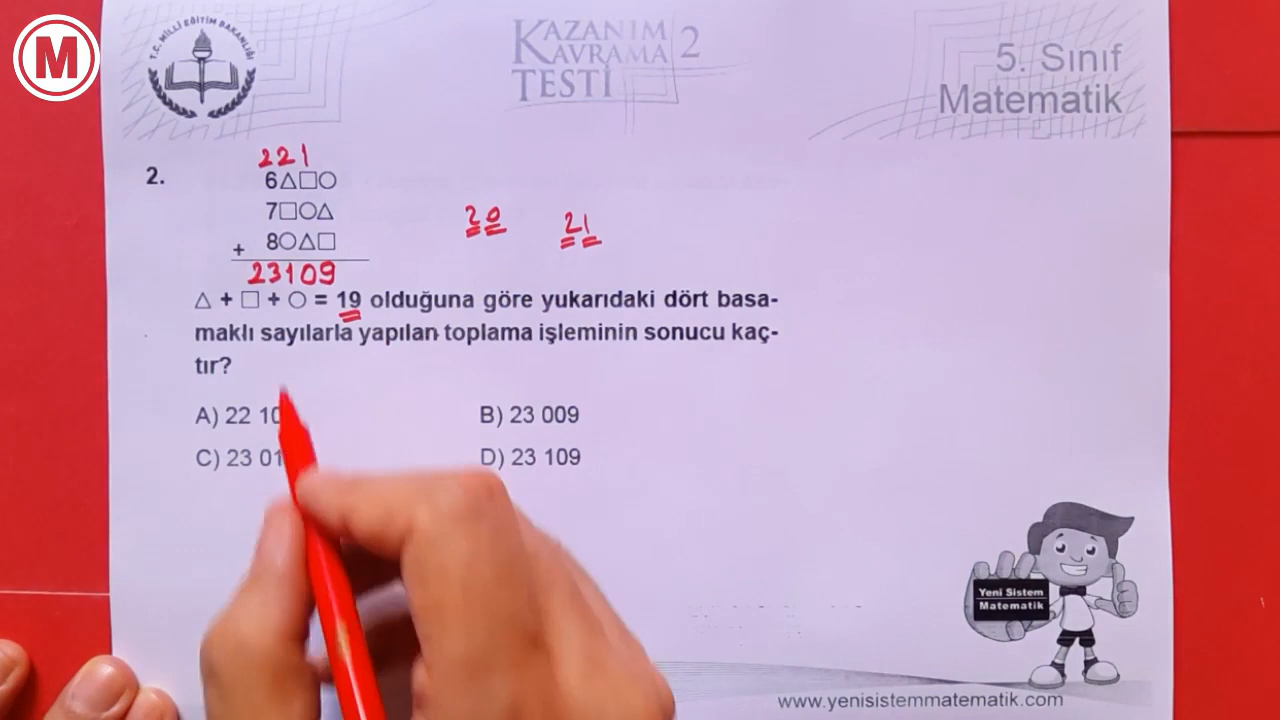 M
T.C. MİLLÎ EĞİTİM BAKANLIĞI
KAZANIM
KAVRAMA 2
TESTİ
5. Sınıf
Matematik
221
2.
6△□○
7□○△
+ 8○△□
20 21
23109
△ + □ + ○ = 19 olduğuna göre yukarıdaki dört basa-
maklı sayılarla yapılan toplama işleminin sonucu kaç-
tır?
A) 22 10
B) 23 009
C) 23 01
D) 23 109
Yeni Sistem
Matematik
www.yenisistemmatematik.com